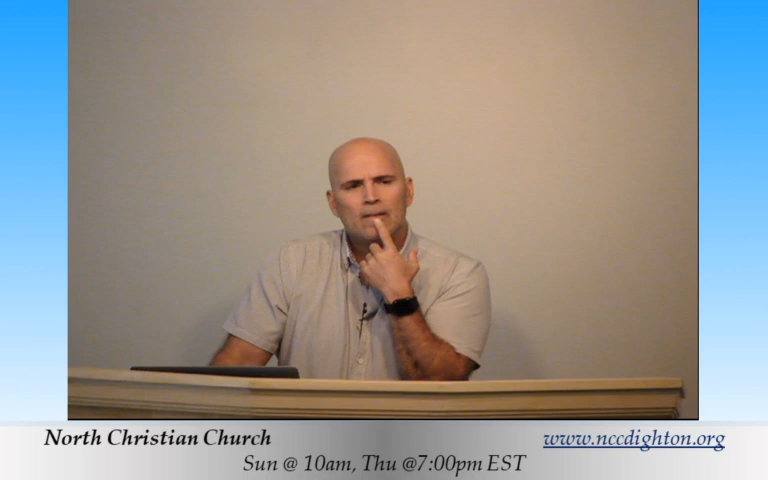 North Christian Church
www.nccdighton.org
Sun @ 10am, Thu @7:00pm EST